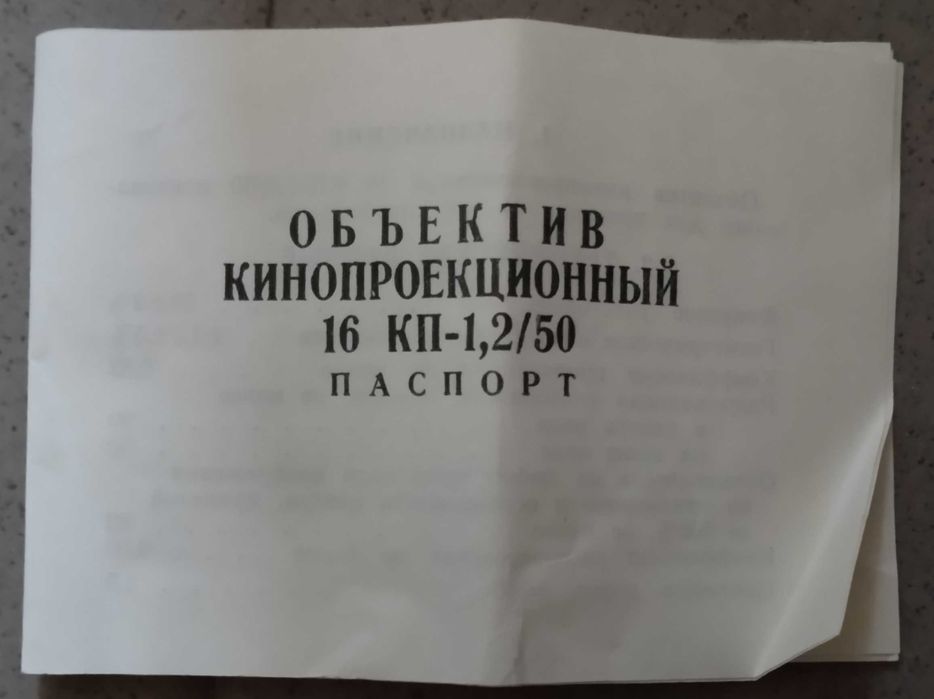 ОБЪЕКТИВ
КИНОПРОЕКЦИОННЫЙ
16 КП-1,2/50
ПАСПОРТ